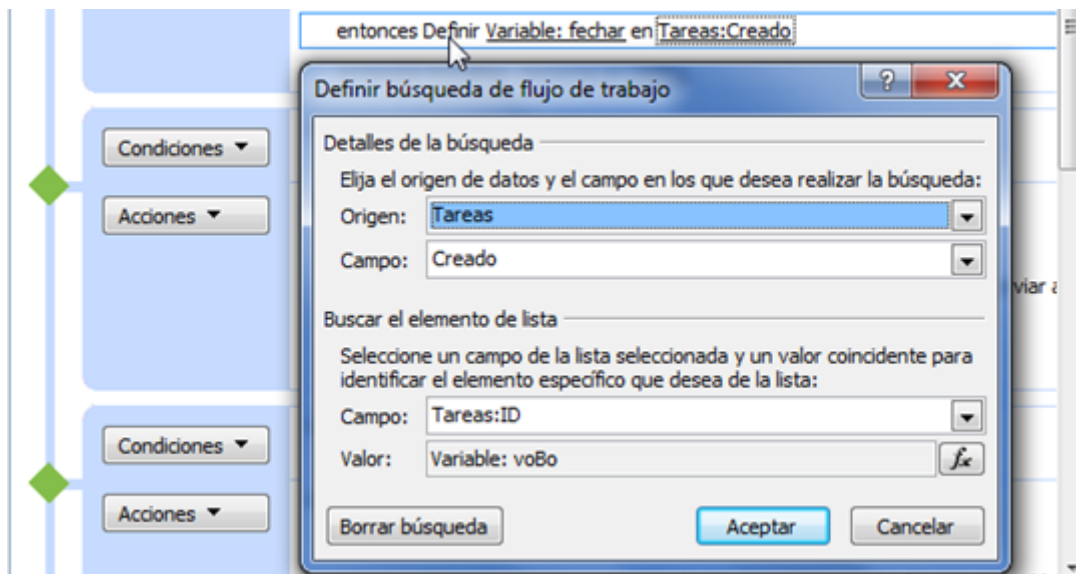 entonces Definir Variable: fechar en Tareas:Creado
Definir búsqueda de flujo de trabajo
Condiciones
Acciones
Detalles de la búsqueda
Elija el origen de datos y el campo en los que desea realizar la búsqueda:
Origen: Tareas
Campo: Creado
Buscar el elemento de lista
Seleccione un campo de la lista seleccionada y un valor coincidente para
identificar el elemento específico que desea de la lista:
Campo: Tareas:ID
Valor: Variable: voBo fx
Condiciones
Acciones
Borrar búsqueda Aceptar Cancelar